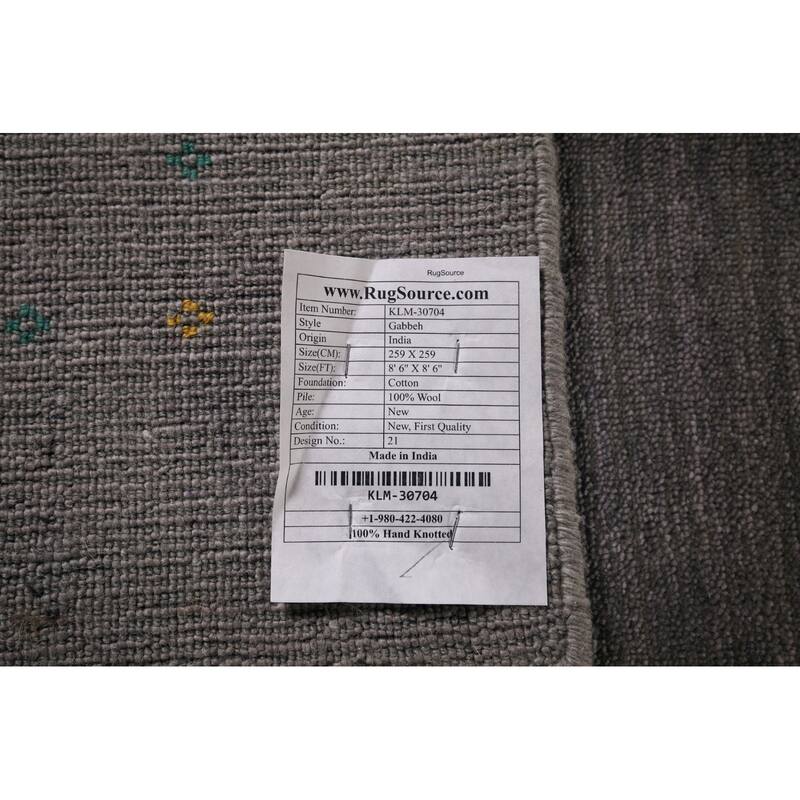 RugSource
www.RugSource.com
Item Number: KLM-30704
Style Gabbeh
Origin India
Size(CM): 259 X 259
Size(FT): 8' 6" X 8' 6"
Foundation: Cotton
Pile: 100% Wool
Age: New
Condition: New, First Quality
Design No.: 21
Made in India
KLM-30704
+1-980-422-4080
100% Hand Knotted